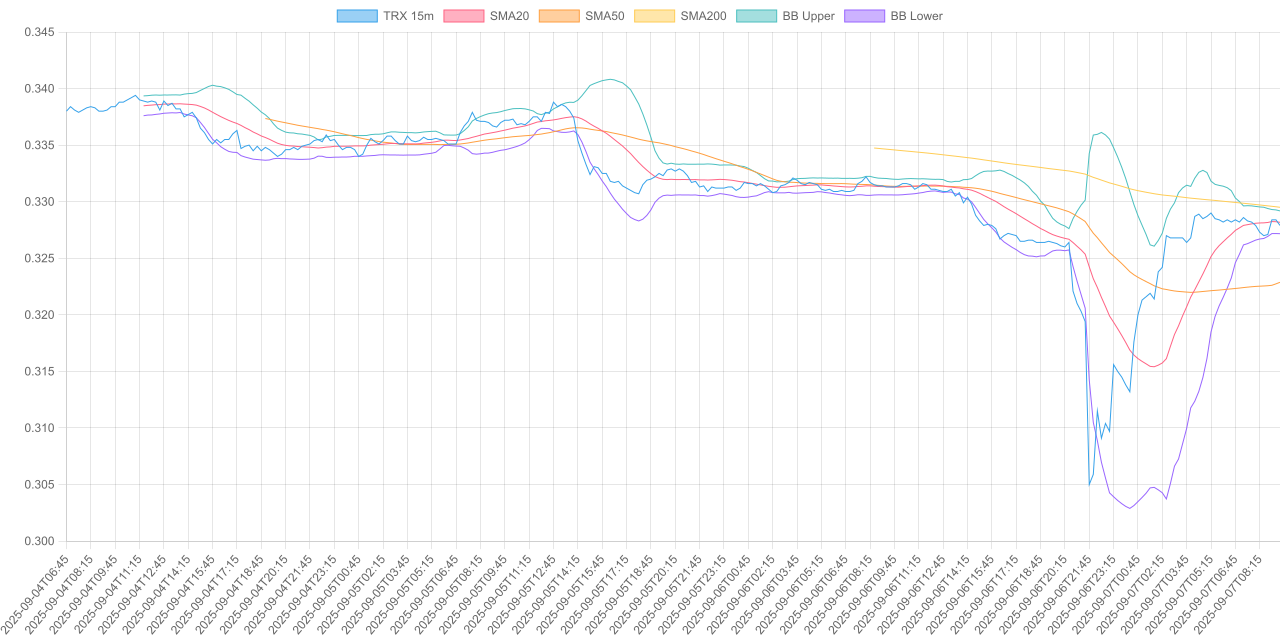 TRX 15m SMA20 SMA50 SMA200 BB Upper BB Lower
0.345
0.340
0.335
0.330
0.325
0.320
0.315
0.310
0.305
0.300
2025-09-04T06:45
2025-09-04T08:15
2025-09-04T09:45
2025-09-04T11:15
2025-09-04T12:45
2025-09-04T14:15
2025-09-04T15:45
2025-09-04T17:15
2025-09-04T18:45
2025-09-04T20:15
2025-09-04T21:45
2025-09-04T23:15
2025-09-05T00:45
2025-09-05T02:15
2025-09-05T03:45
2025-09-05T05:15
2025-09-05T06:45
2025-09-05T08:15
2025-09-05T09:45
2025-09-05T11:15
2025-09-05T12:45
2025-09-05T14:15
2025-09-05T15:45
2025-09-05T17:15
2025-09-05T18:45
2025-09-05T20:15
2025-09-05T21:45
2025-09-05T23:15
2025-09-06T00:45
2025-09-06T02:15
2025-09-06T03:45
2025-09-06T05:15
2025-09-06T06:45
2025-09-06T08:15
2025-09-06T09:45
2025-09-06T11:15
2025-09-06T12:45
2025-09-06T14:15
2025-09-06T15:45
2025-09-06T17:15
2025-09-06T18:45
2025-09-06T20:15
2025-09-06T21:45
2025-09-06T23:15
2025-09-07T00:45
2025-09-07T02:15
2025-09-07T03:45
2025-09-07T05:15
2025-09-07T06:45
2025-09-07T08:15